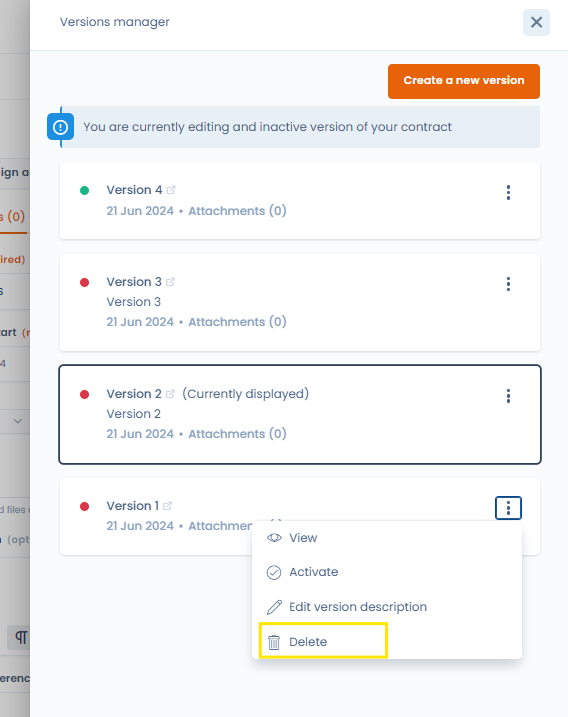 Versions manager
Create a new version
You are currently editing and inactive version of your contract
Version 4
21 Jun 2024 • Attachments (0)
Version 3
Version 3
21 Jun 2024 • Attachments (0)
Version 2 (Currently displayed)
Version 2
21 Jun 2024 • Attachments (0)
Version 1
21 Jun 2024 •
View
Activate
Edit version description
Delete
ign a
s (0)
ired)
s
tart
4
d files
(opt
¶
erenc